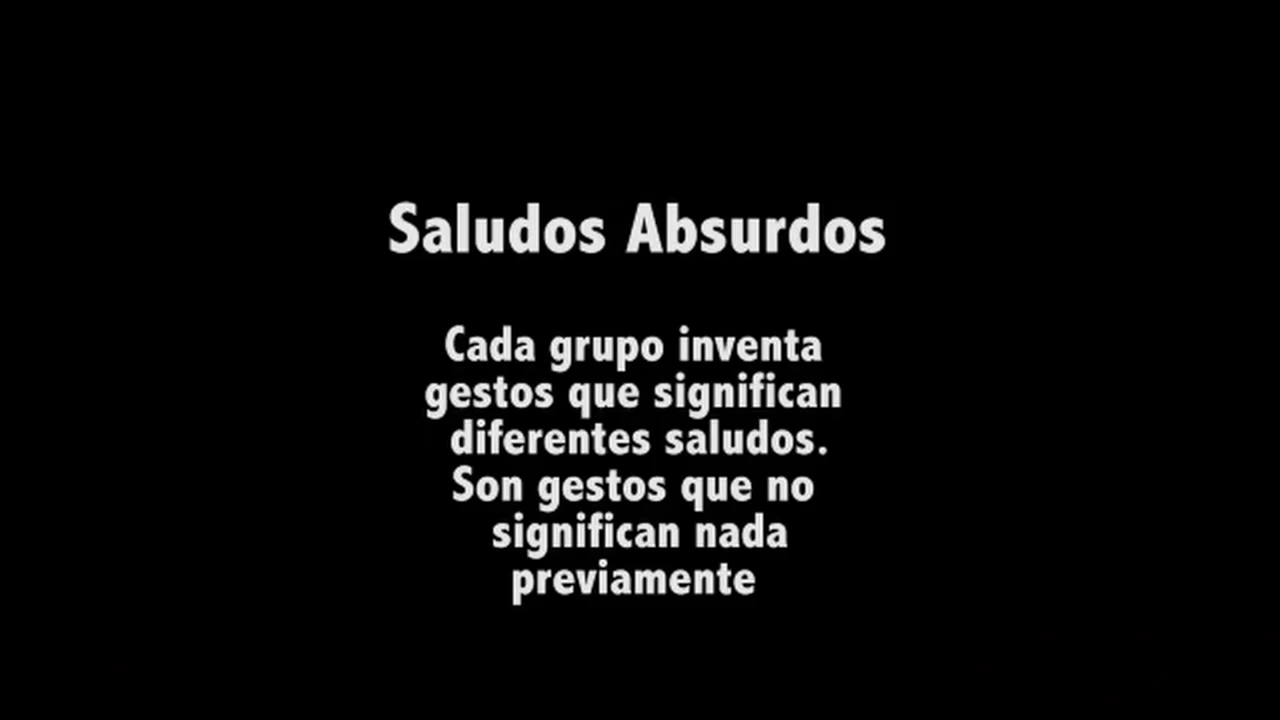 Saludos Absurdos
Cada grupo inventa
gestos que significan
diferentes saludos.
Son gestos que no
significan nada
previamente